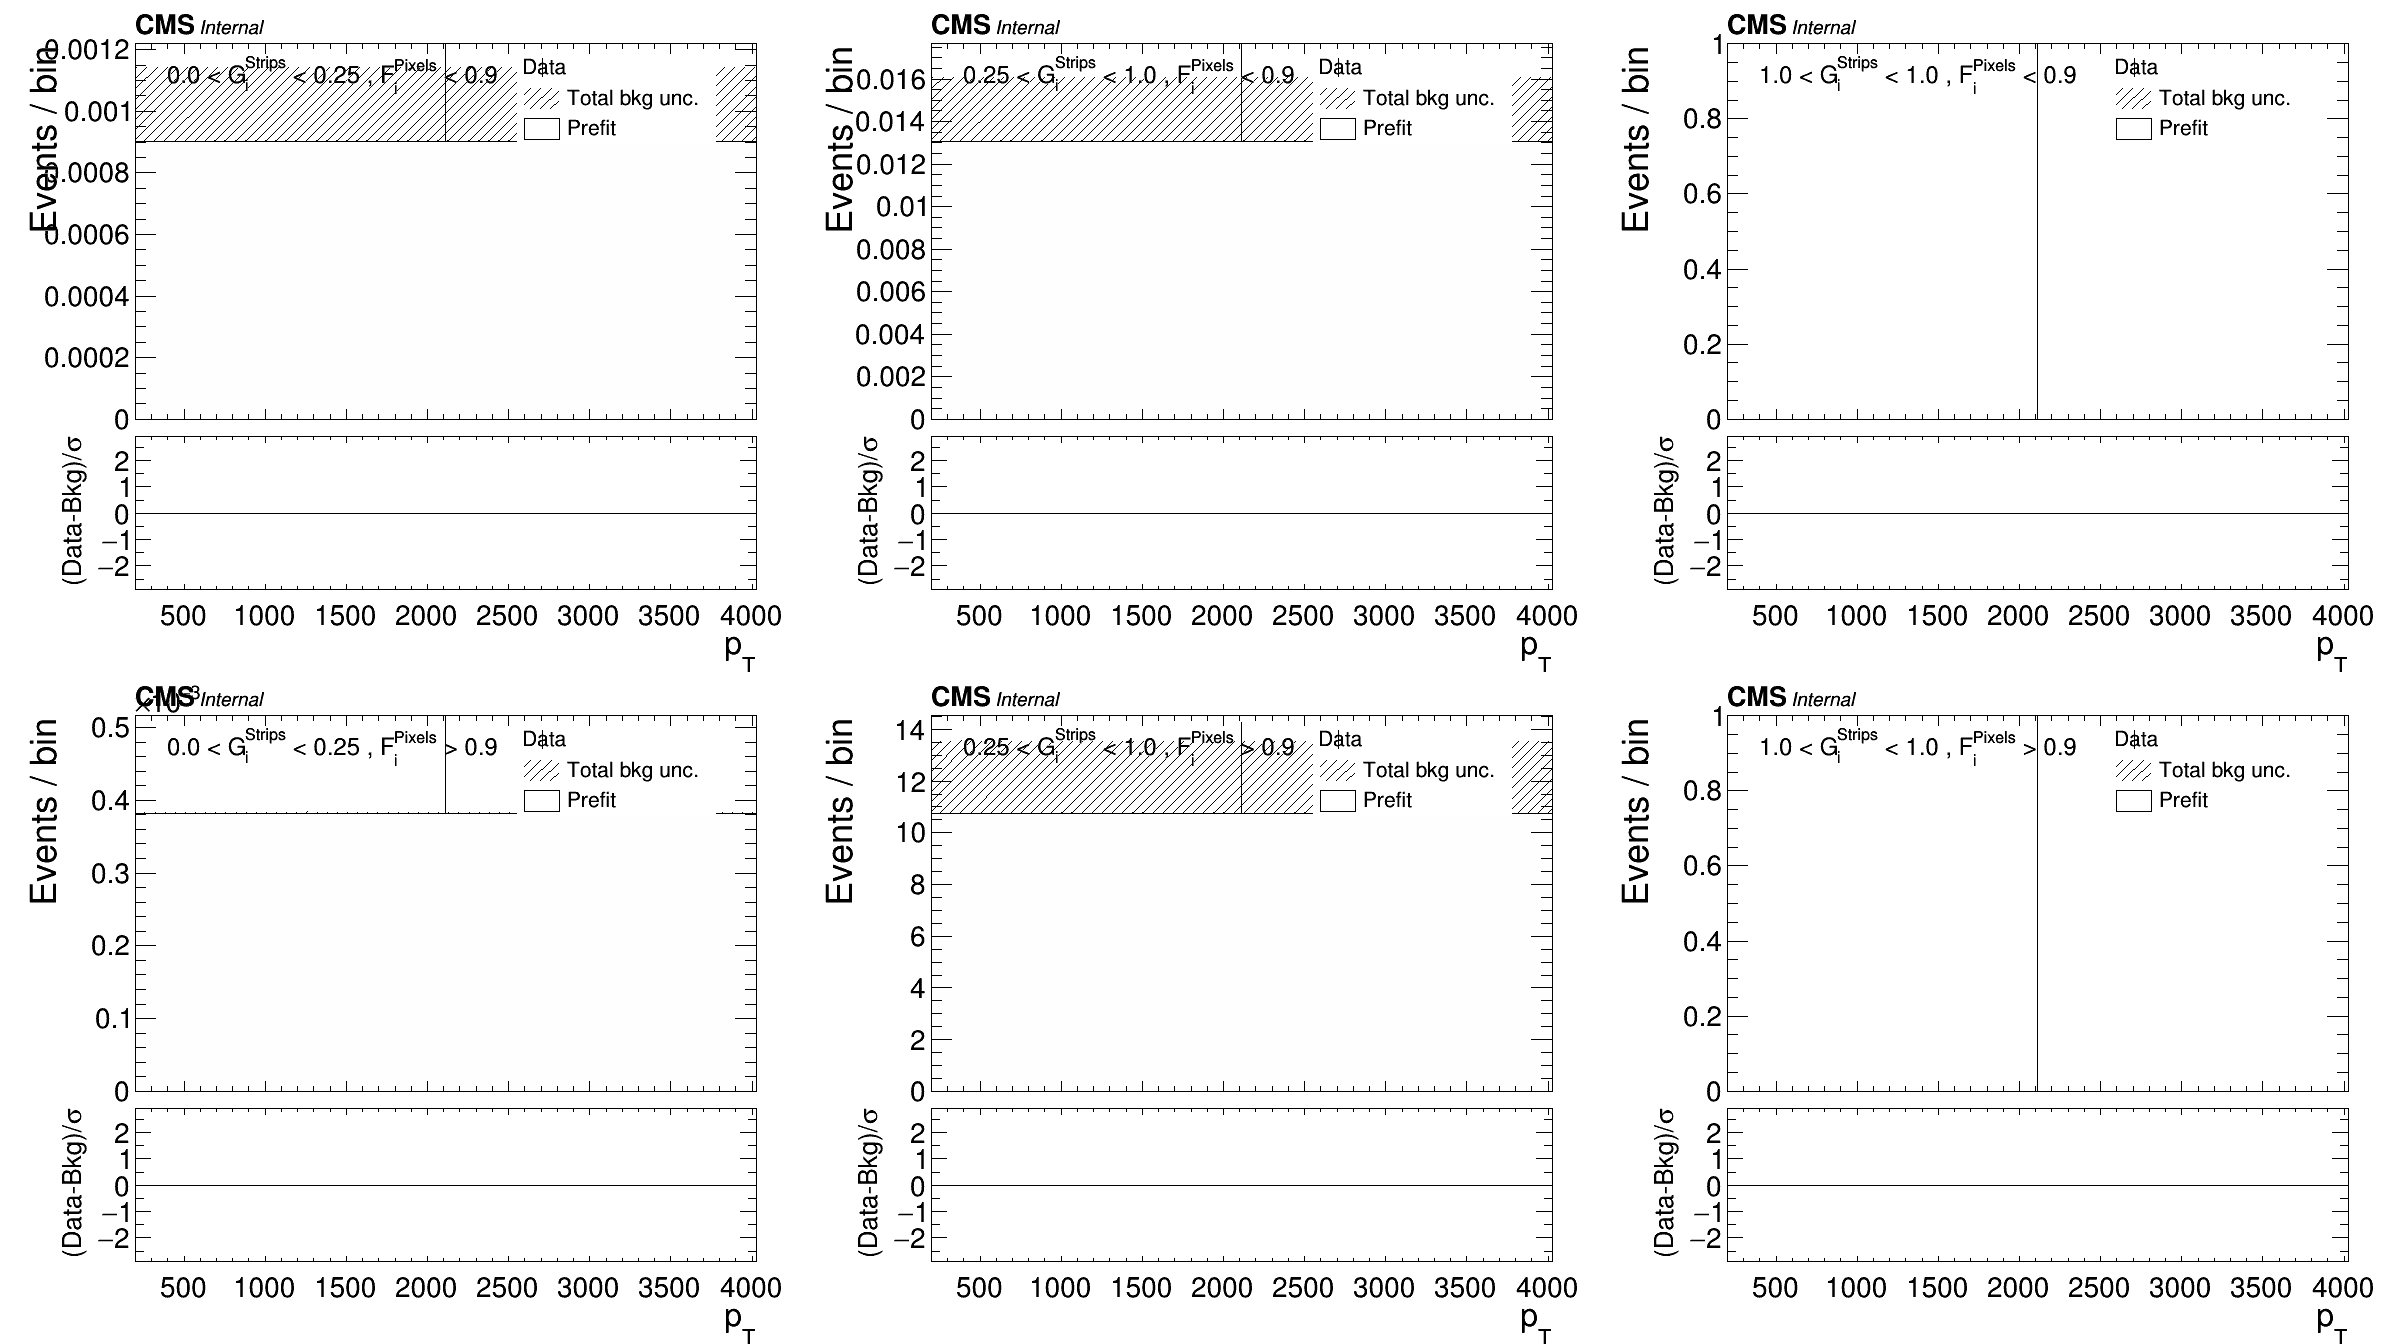 CMS Internal
Events / bin
0.0012
0.001
0.0008
0.0006
0.0004
0.0002
0
0.0 < G_i^Strips < 0.25 , F_i^Pixels < 0.9
Data
Total bkg unc.
Prefit
(Data-Bkg)/σ
2
1
0
−1
−2
500 1000 1500 2000 2500 3000 3500 4000
p_T
CMS Internal
Events / bin
0.016
0.014
0.012
0.01
0.008
0.006
0.004
0.002
0
0.25 < G_i^Strips < 1.0 , F_i^Pixels < 0.9
Data
Total bkg unc.
Prefit
(Data-Bkg)/σ
2
1
0
−1
−2
500 1000 1500 2000 2500 3000 3500 4000
p_T
CMS Internal
Events / bin
1
0.8
0.6
0.4
0.2
0
1.0 < G_i^Strips < 1.0 , F_i^Pixels < 0.9
Data
Total bkg unc.
Prefit
(Data-Bkg)/σ
2
1
0
−1
−2
500 1000 1500 2000 2500 3000 3500 4000
p_T
CMS Internal
×10^−3
Events / bin
0.5
0.4
0.3
0.2
0.1
0
0.0 < G_i^Strips < 0.25 , F_i^Pixels > 0.9
Data
Total bkg unc.
Prefit
(Data-Bkg)/σ
2
1
0
−1
−2
500 1000 1500 2000 2500 3000 3500 4000
p_T
CMS Internal
Events / bin
14
12
10
8
6
4
2
0
0.25 < G_i^Strips < 1.0 , F_i^Pixels > 0.9
Data
Total bkg unc.
Prefit
(Data-Bkg)/σ
2
1
0
−1
−2
500 1000 1500 2000 2500 3000 3500 4000
p_T
CMS Internal
Events / bin
1
0.8
0.6
0.4
0.2
0
1.0 < G_i^Strips < 1.0 , F_i^Pixels > 0.9
Data
Total bkg unc.
Prefit
(Data-Bkg)/σ
2
1
0
−1
−2
500 1000 1500 2000 2500 3000 3500 4000
p_T